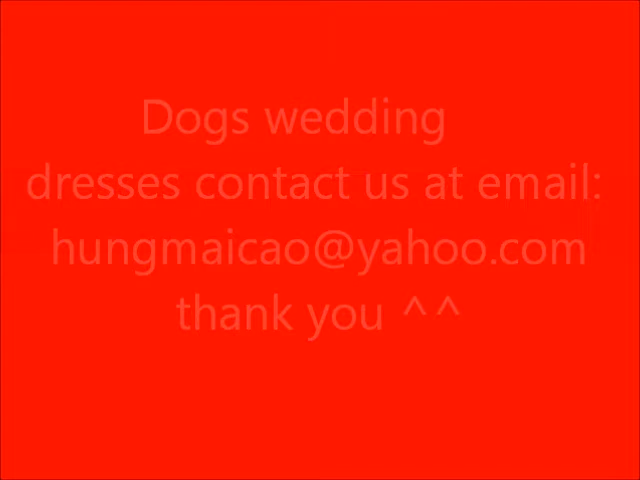 Dogs wedding
dresses contact us at email:
hungmaicao@yahoo.com
thank you ^^